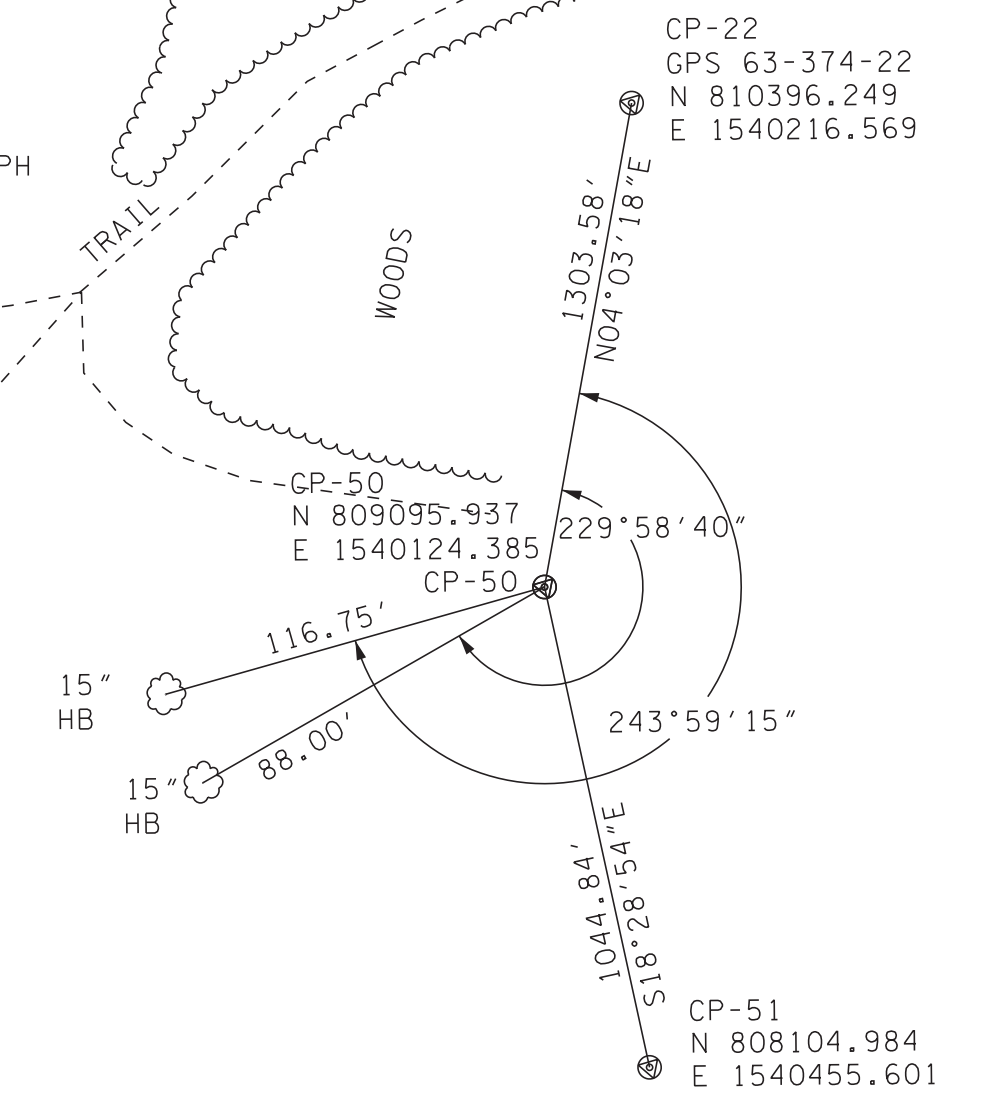 CP-22
GPS 63-374-22
N 810396.249
E 1540216.569
PH
TRAIL
WOODS
1303.58'
N04°03'18"E
GP-50
N 809095.937
E 1540124.385
CP-50
229°58'40"
116.75'
15"
HB
243°59'15"
88.00'
15"
HB
1044.84'
S18°28'54"E
CP-51
N 808104.984
E 1540455.601